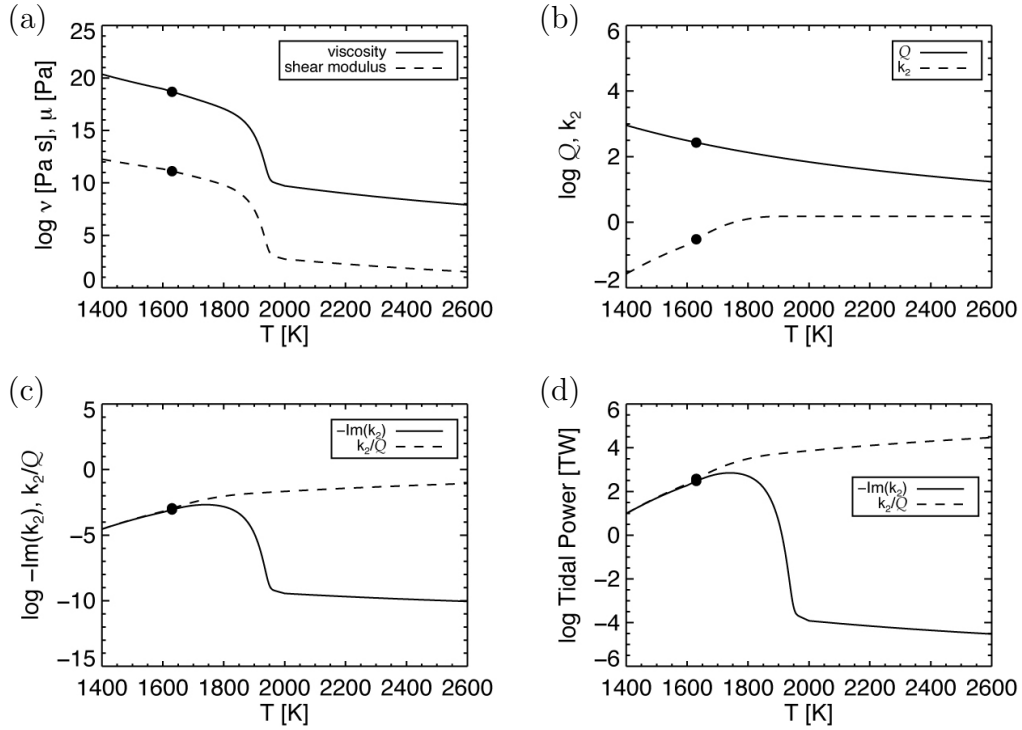 (a)
25
20
15
10
5
0
log ν [Pa s], μ [Pa]
viscosity
shear modulus
1400 1600 1800 2000 2200 2400 2600
T [K]
(b)
6
4
2
0
−2
log Q, k₂
Q
k₂
1400 1600 1800 2000 2200 2400 2600
T [K]
(c)
5
0
−5
−10
−15
log −Im(k₂), k₂/Q
−Im(k₂)
k₂/Q
1400 1600 1800 2000 2200 2400 2600
T [K]
(d)
6
4
2
0
−2
−4
−6
log Tidal Power [TW]
−Im(k₂)
k₂/Q
1400 1600 1800 2000 2200 2400 2600
T [K]